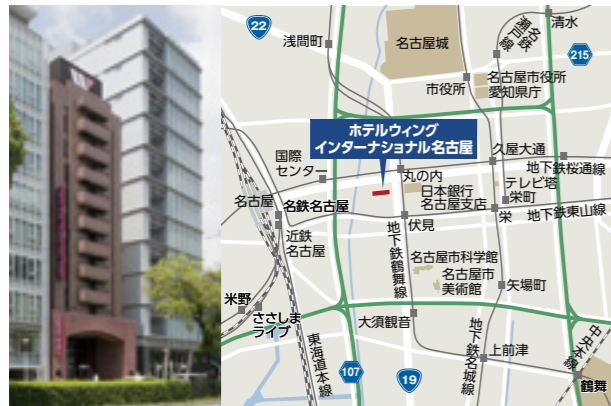 22
浅間町
名古屋城
名鉄
瀬戸線
清水
215
市役所
名古屋市役所
愛知県庁
ホテルウィング
インターナショナル名古屋
国際
センター
丸の内
久屋大通
地下鉄桜通線
日本銀行
名古屋支店
テレビ塔
栄町
名古屋
名鉄名古屋
伏見
栄
地下鉄東山線
近鉄
名古屋
地下鉄鶴舞線
名古屋市科学館
名古屋市
美術館
矢場町
米野
ささしま
ライブ
大須観音
地下鉄名城線
上前津
中央本線
東海道本線
107
19
鶴舞